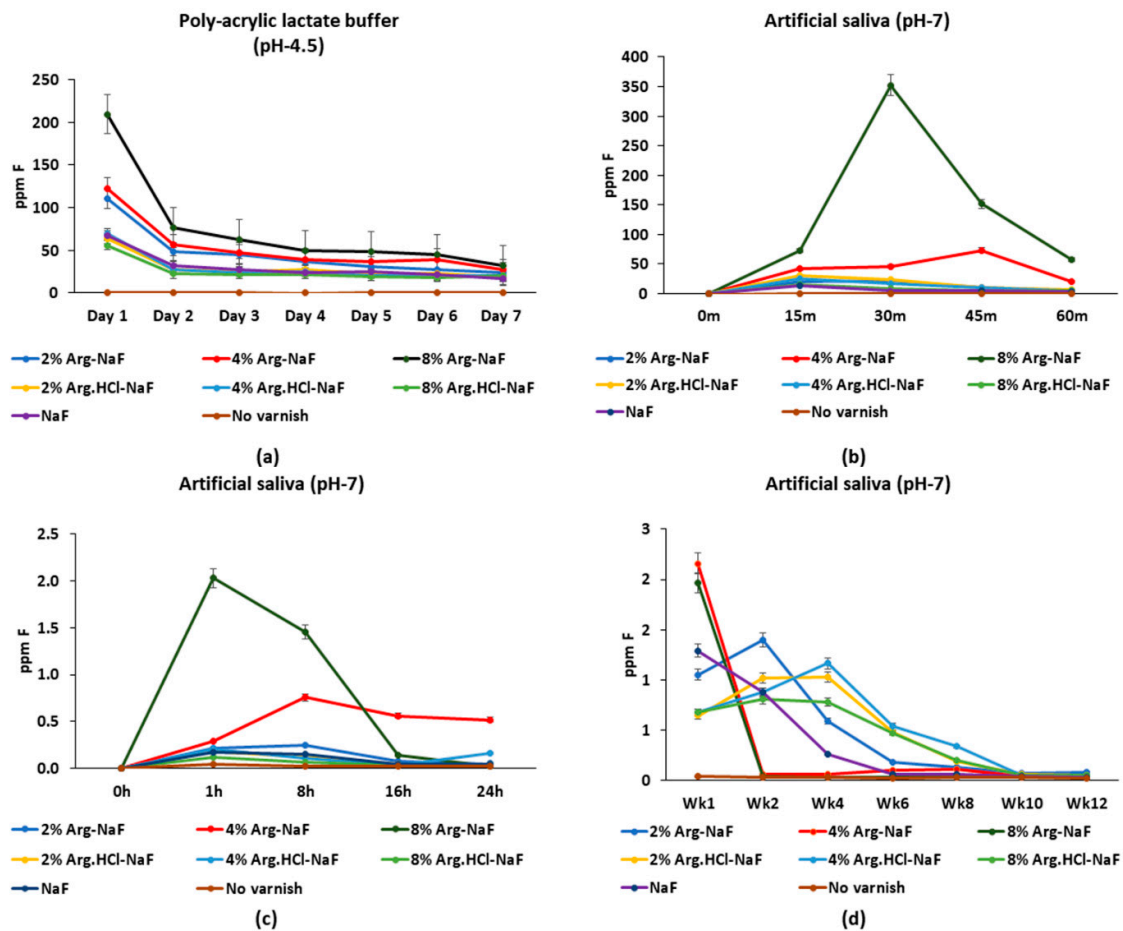 Poly-acrylic lactate buffer
(pH-4.5)
250
200
150
100
50
0
ppm F
Day 1 Day 2 Day 3 Day 4 Day 5 Day 6 Day 7
2% Arg-NaF 4% Arg-NaF 8% Arg-NaF
2% Arg.HCl-NaF 4% Arg.HCl-NaF 8% Arg.HCl-NaF
NaF No varnish
(a)
Artificial saliva (pH-7)
400
350
300
250
200
150
100
50
0
ppm F
0m 15m 30m 45m 60m
2% Arg-NaF 4% Arg-NaF 8% Arg-NaF
2% Arg.HCl-NaF 4% Arg.HCl-NaF 8% Arg.HCl-NaF
NaF No varnish
(b)
Artificial saliva (pH-7)
2.5
2.0
1.5
1.0
0.5
0.0
ppm F
0h 1h 8h 16h 24h
2% Arg-NaF 4% Arg-NaF 8% Arg-NaF
2% Arg.HCl-NaF 4% Arg.HCl-NaF 8% Arg.HCl-NaF
NaF No varnish
(c)
Artificial saliva (pH-7)
3
2
2
1
1
0
ppm F
Wk1 Wk2 Wk4 Wk6 Wk8 Wk10 Wk12
2% Arg-NaF 4% Arg-NaF 8% Arg-NaF
2% Arg.HCl-NaF 4% Arg.HCl-NaF 8% Arg.HCl-NaF
NaF No varnish
(d)